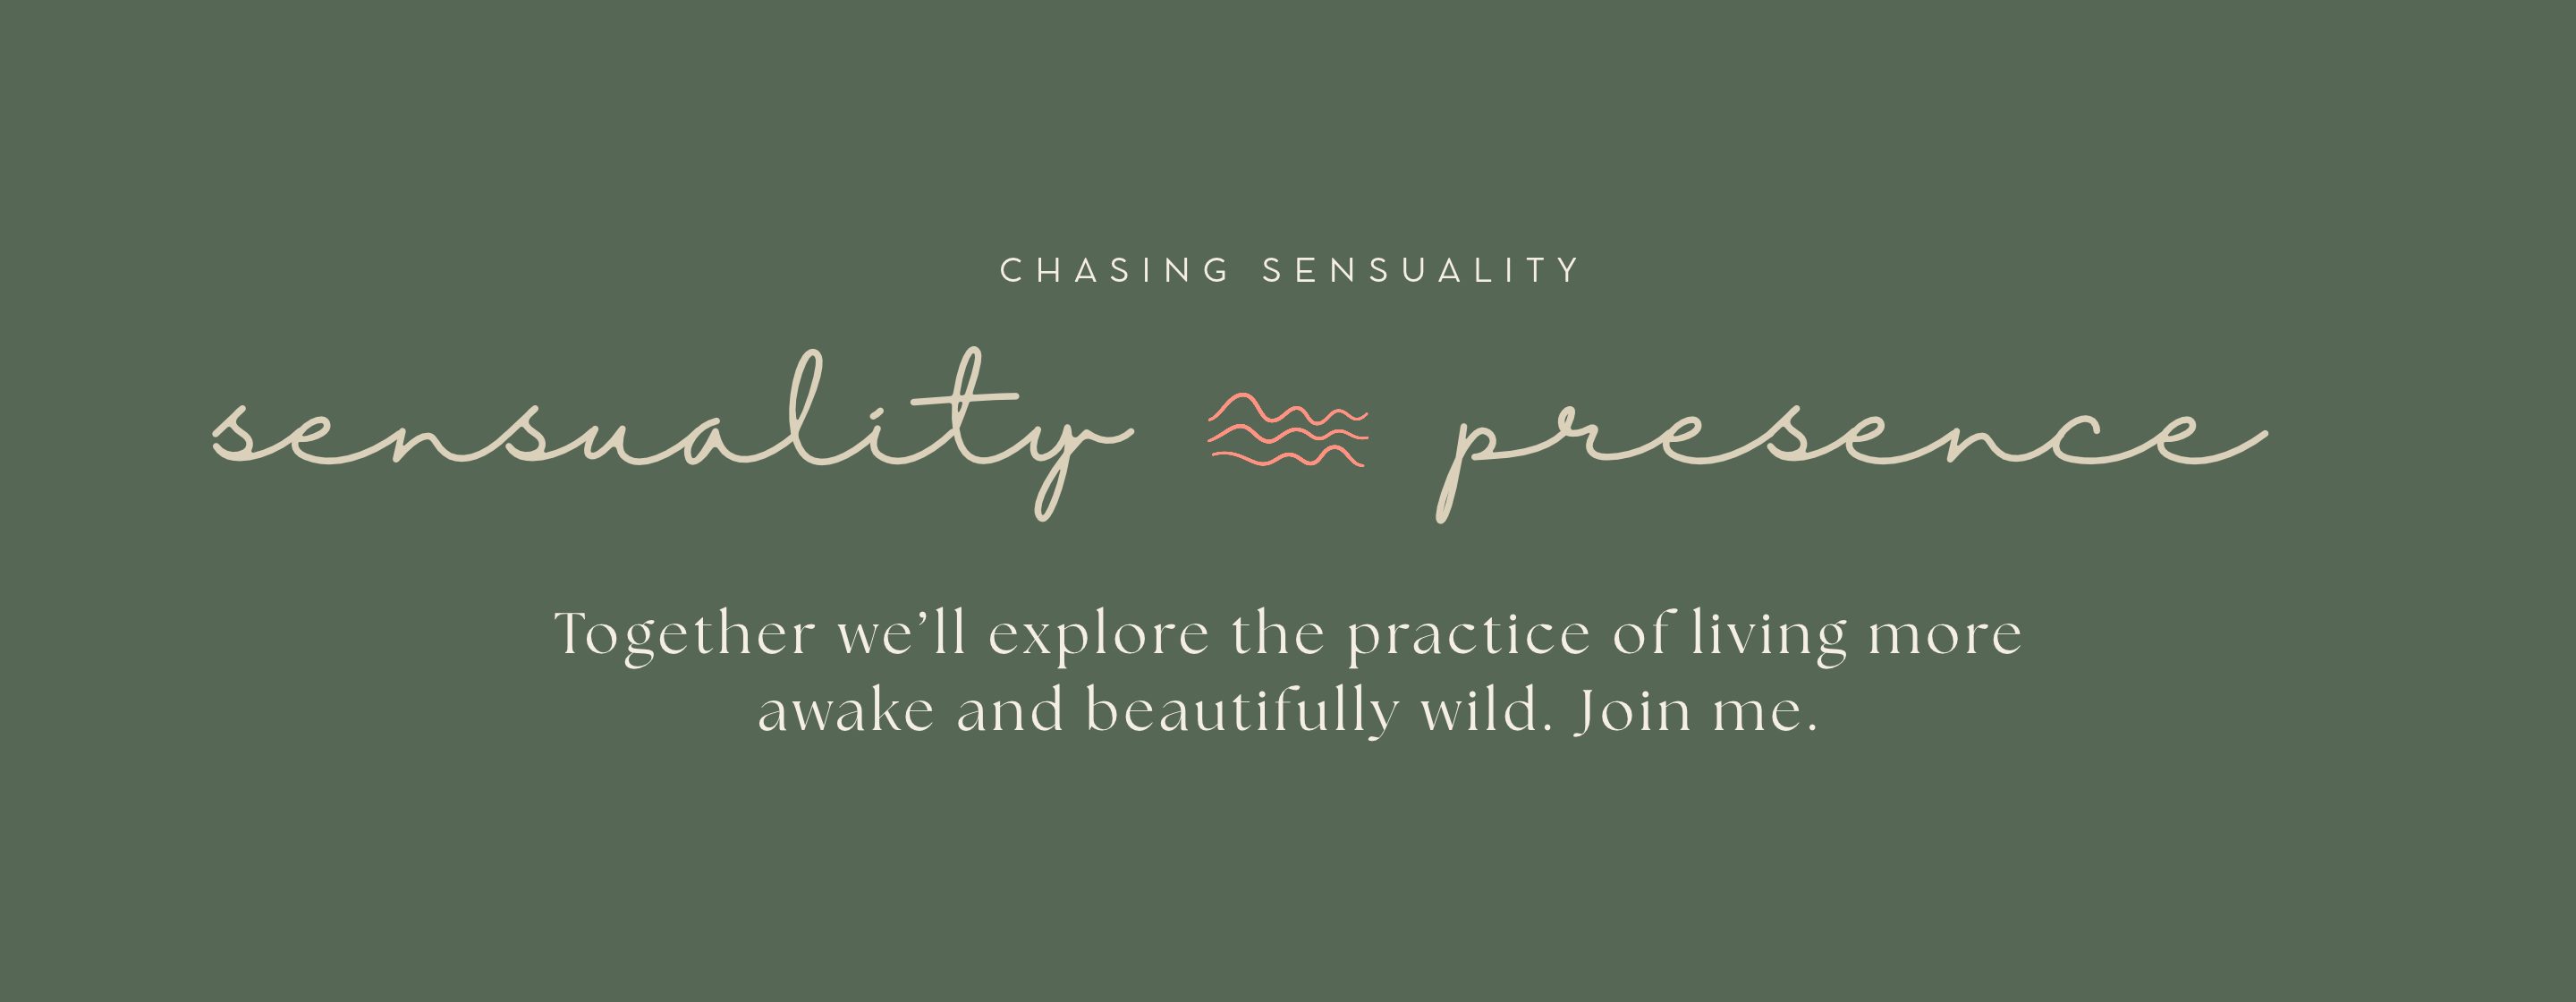 CHASING SENSUALITY
sensuality presence
Together we’ll explore the practice of living more
awake and beautifully wild. Join me.